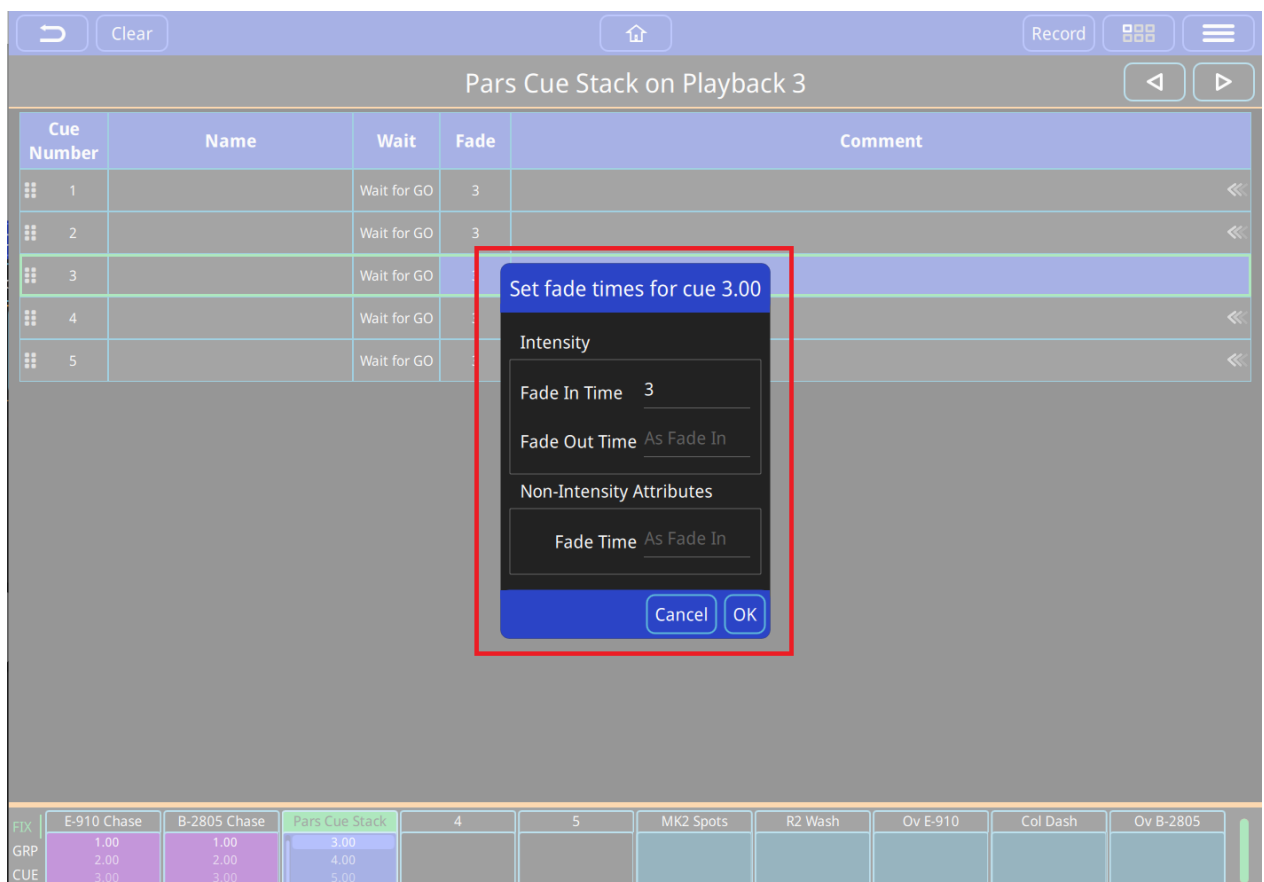 Clear
Record
Pars Cue Stack on Playback 3
Cue Number Name Wait Fade Comment
1 Wait for GO 3
2 Wait for GO 3
3 Wait for GO
4 Wait for GO
5 Wait for GO
Set fade times for cue 3.00
Intensity
Fade In Time 3
Fade Out Time As Fade In
Non-Intensity Attributes
Fade Time As Fade In
Cancel OK
FIX E-910 Chase B-2805 Chase Pars Cue Stack 4 5 MK2 Spots R2 Wash Ov E-910 Col Dash Ov B-2805
GRP 1.00 1.00 3.00
2.00 2.00 4.00
CUE 3.00 3.00 5.00